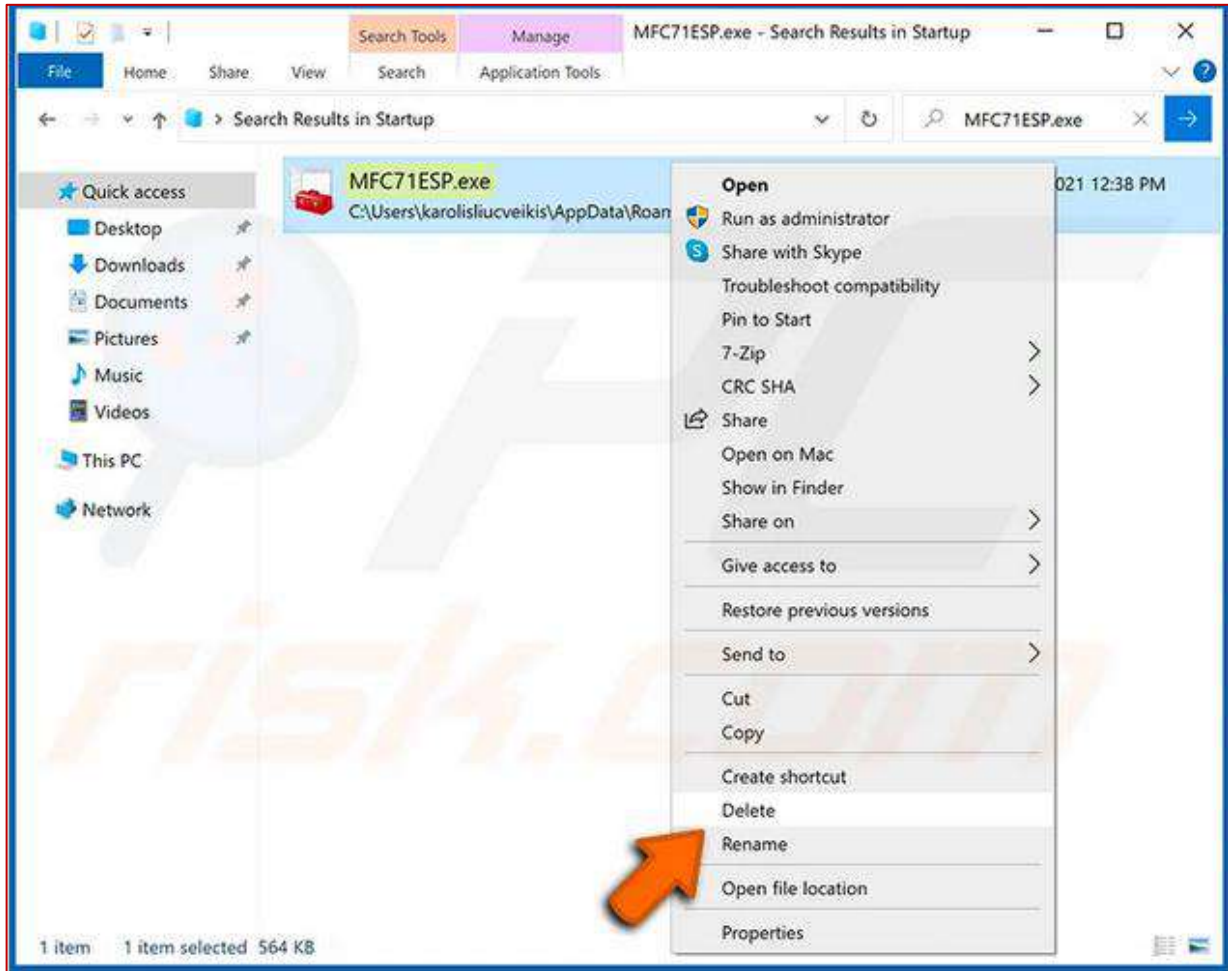 Search Tools
Manage
MFC71ESP.exe - Search Results in Startup
File
Home
Share
View
Search
Application Tools
Search Results in Startup
MFC71ESP.exe
Quick access
Desktop
Downloads
Documents
Pictures
Music
Videos
This PC
Network
MFC71ESP.exe
C:\Users\karolisliucveikis\AppData\Roan
021 12:38 PM
Open
Run as administrator
Share with Skype
Troubleshoot compatibility
Pin to Start
7-Zip
CRC SHA
Share
Open on Mac
Show in Finder
Share on
Give access to
Restore previous versions
Send to
Cut
Copy
Create shortcut
Delete
Rename
Open file location
Properties
1 item 1 item selected 564 KB
PC
risk.com